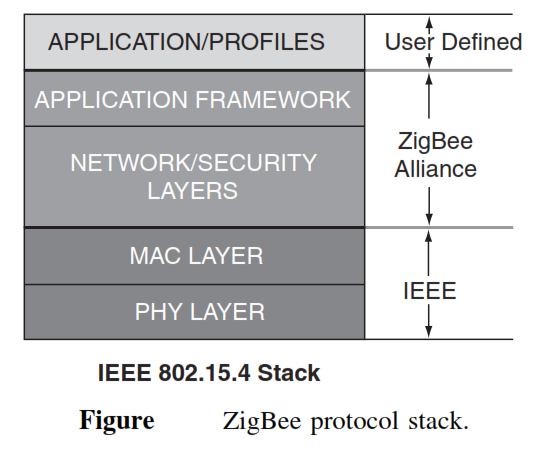 APPLICATION/PROFILES
User Defined
APPLICATION FRAMEWORK
ZigBee
Alliance
NETWORK/SECURITY
LAYERS
MAC LAYER
IEEE
PHY LAYER
IEEE 802.15.4 Stack
Figure ZigBee protocol stack.